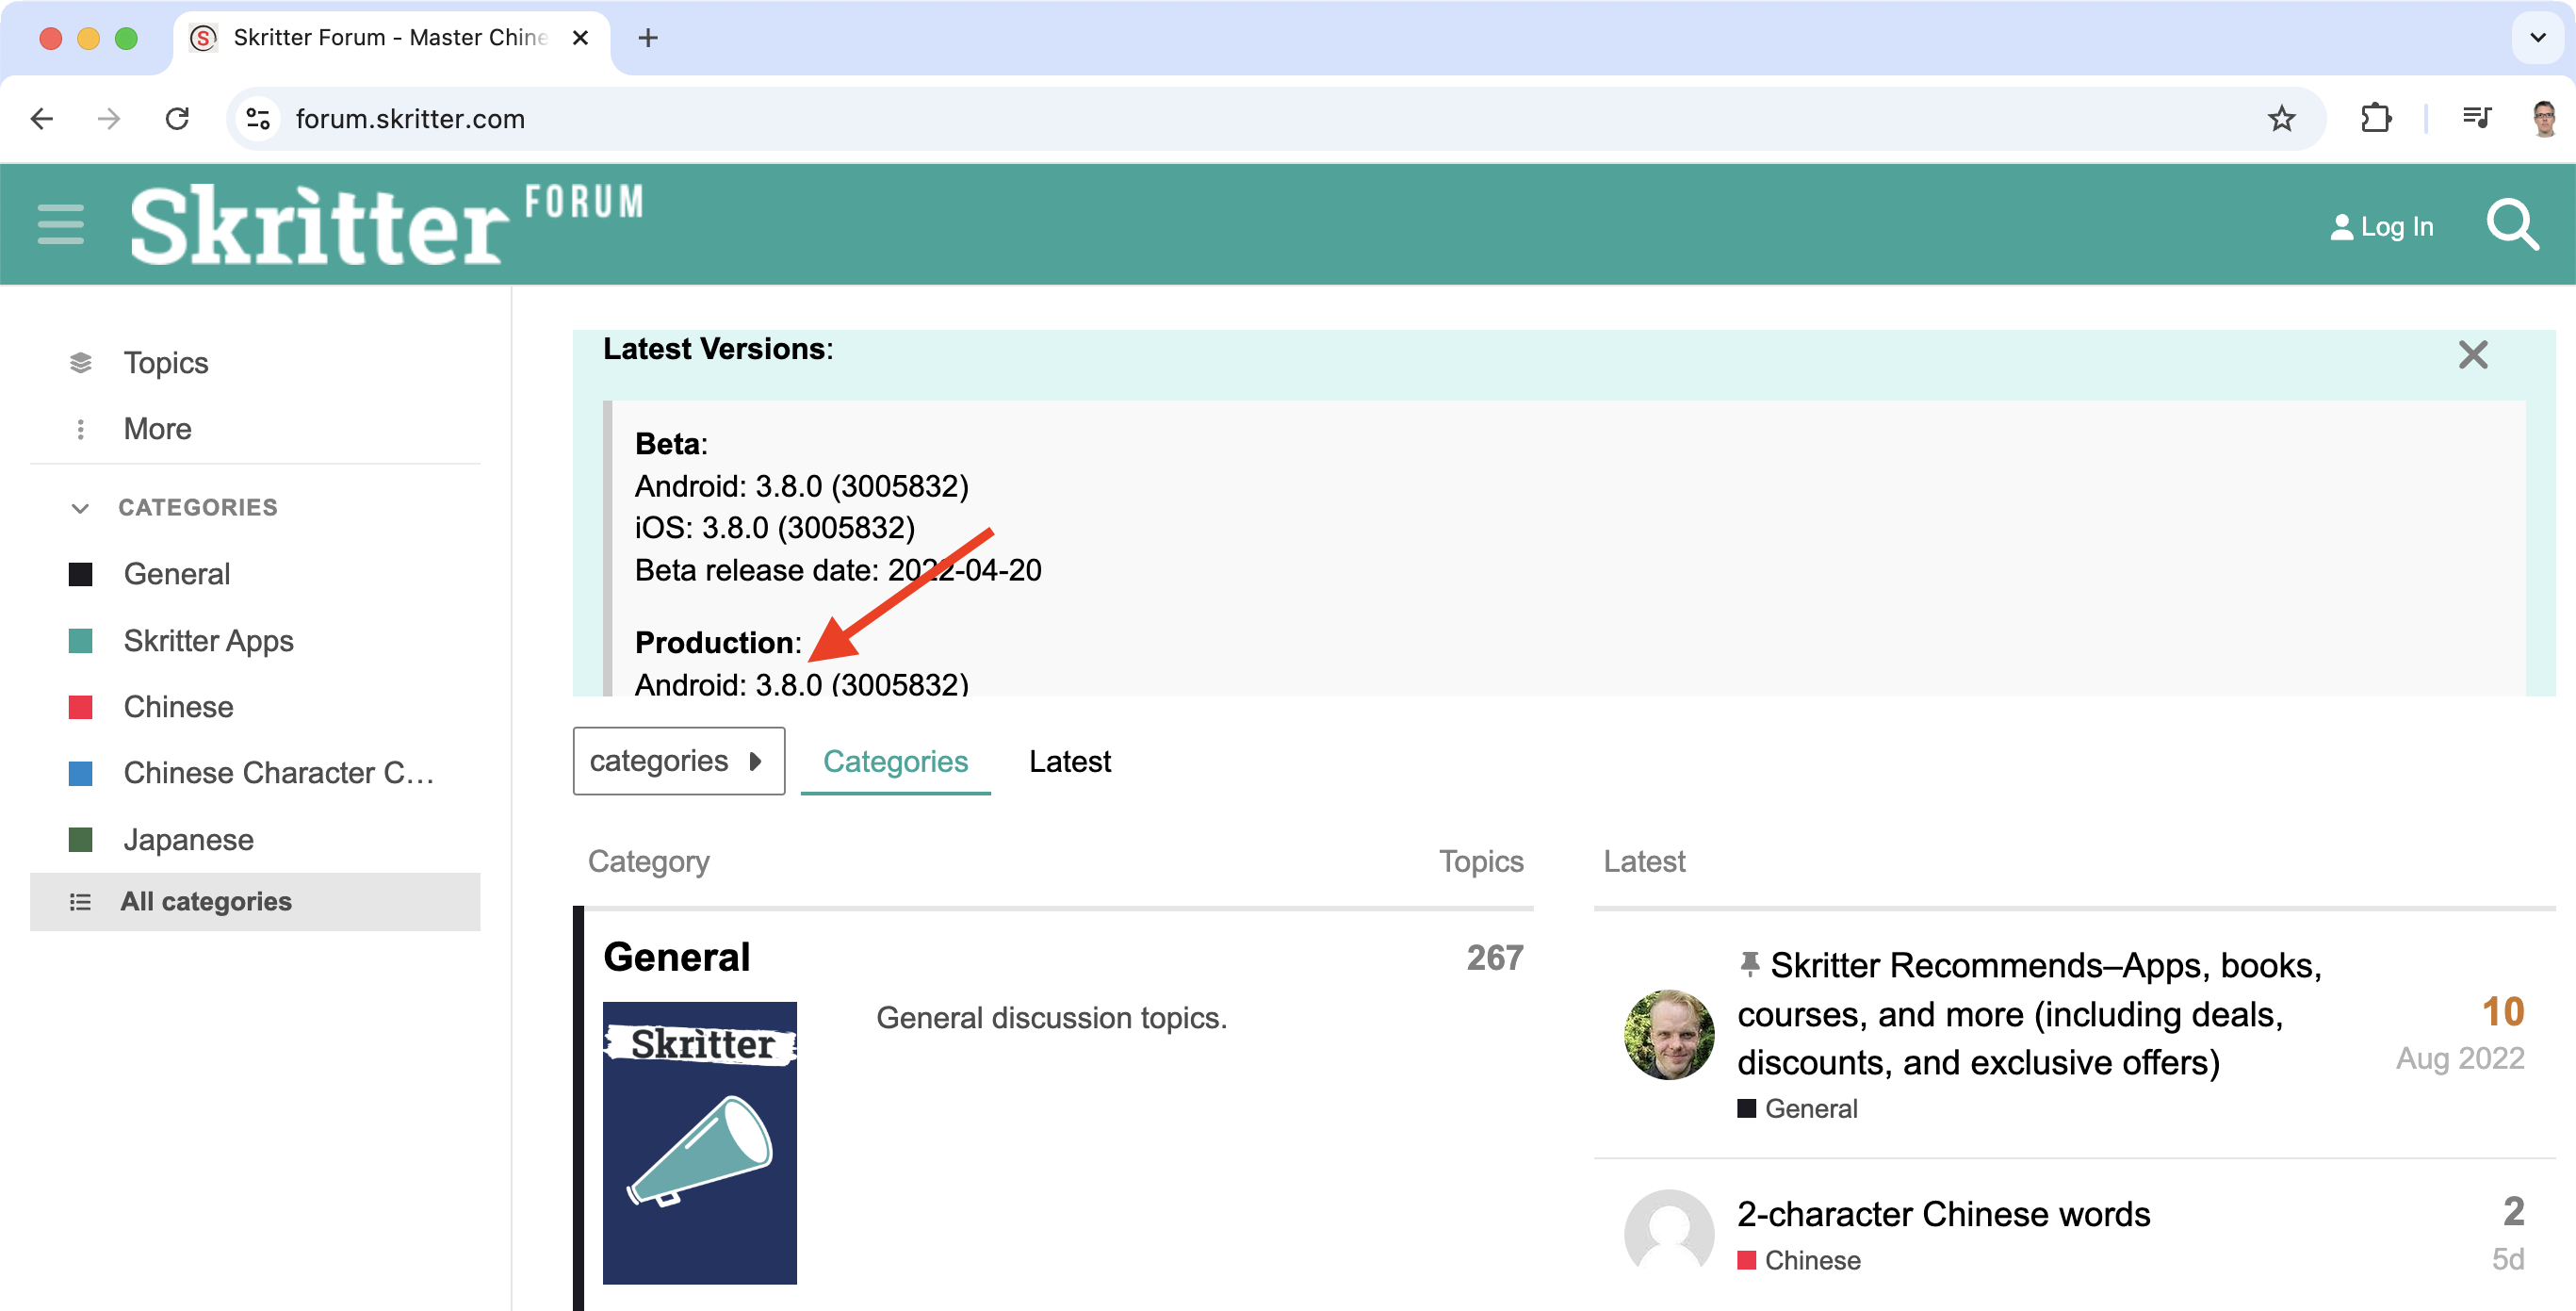 Skritter Forum - Master Chine
forum.skritter.com
Skritter FORUM
Log In
Topics
More
CATEGORIES
General
Skritter Apps
Chinese
Chinese Character C…
Japanese
All categories
Latest Versions:
Beta:
Android: 3.8.0 (3005832)
iOS: 3.8.0 (3005832)
Beta release date: 2022-04-20
Production:
Android: 3.8.0 (3005832)
categories
Categories
Latest
Category
Topics
General
267
Skritter
General discussion topics.
Latest
Skritter Recommends–Apps, books,
courses, and more (including deals,
discounts, and exclusive offers)
General
10
Aug 2022
2-character Chinese words
Chinese
2
5d